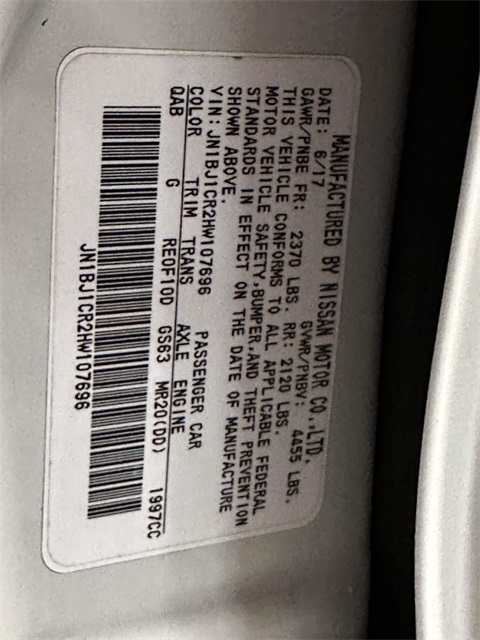 MANUFACTURED BY NISSAN MOTOR CO.,LTD.
DATE: 6/17 GVWR/PNBV: 4455 LBS.
GAWR/PNBE FR: 2370 LBS. RR: 2120 LBS.
THIS VEHICLE CONFORMS TO ALL APPLICABLE FEDERAL
MOTOR VEHICLE SAFETY,BUMPER,AND THEFT PREVENTION
STANDARDS IN EFFECT ON THE DATE OF MANUFACTURE
SHOWN ABOVE.
VIN: JN1BJ1CR2HW107696 PASSENGER CAR
COLOR TRIM TRANS AXLE ENGINE
QAB G RE0F10D GS63 MR20(DD) 1997CC
JN1BJ1CR2HW107696